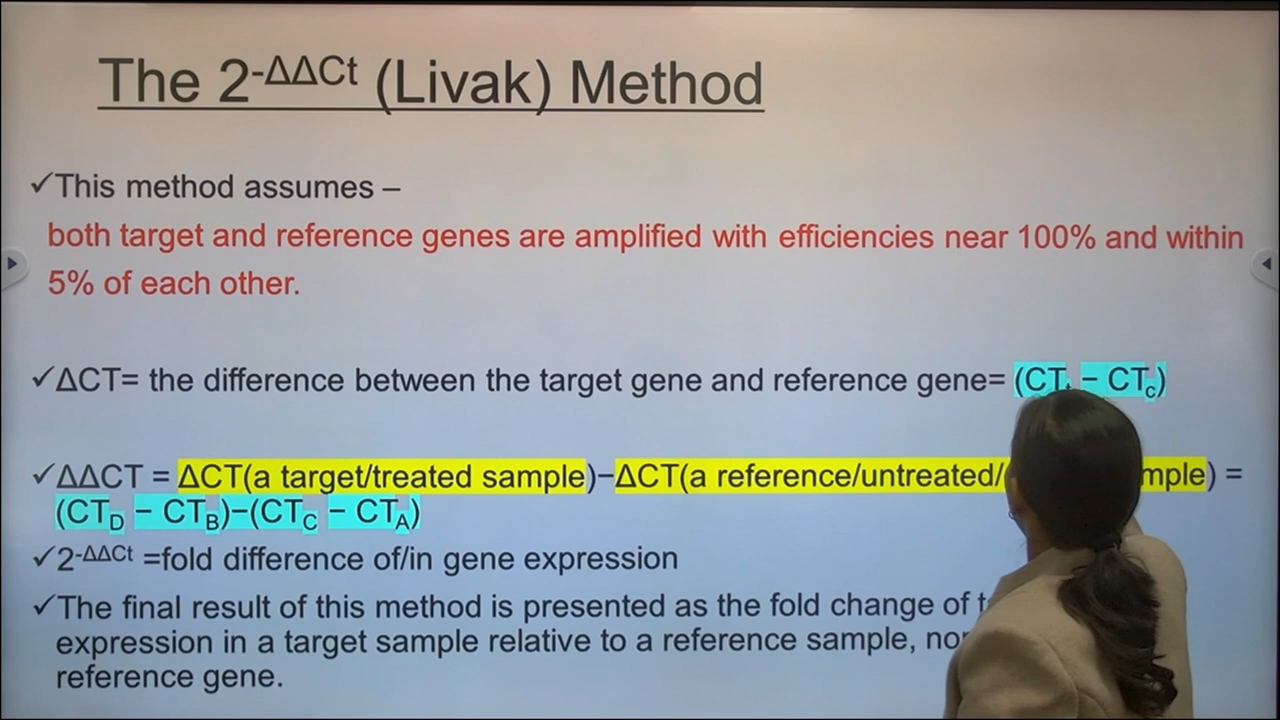 The 2-ΔΔCt (Livak) Method
✓This method assumes –
both target and reference genes are amplified with efficiencies near 100% and within
5% of each other.
✓ΔCT= the difference between the target gene and reference gene= (CT – CTc)
✓ΔΔCT = ΔCT(a target/treated sample)–ΔCT(a reference/untreated/ ) =
(CTD – CTB)–(CTC – CTA)
✓2-ΔΔCt =fold difference of/in gene expression
✓The final result of this method is presented as the fold change of
expression in a target sample relative to a reference sample,
reference gene.